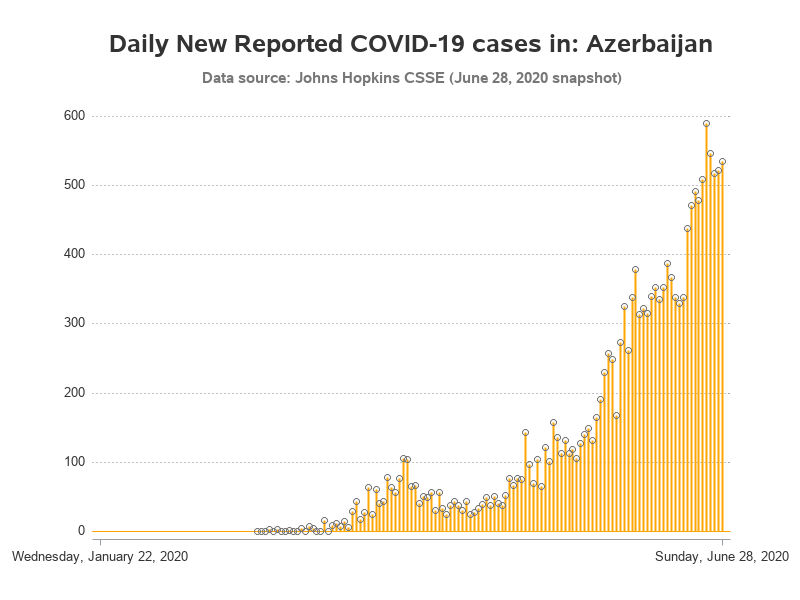 Daily New Reported COVID-19 cases in: Azerbaijan
Data source: Johns Hopkins CSSE (June 28, 2020 snapshot)
600
500
400
300
200
100
0
Wednesday, January 22, 2020
Sunday, June 28, 2020